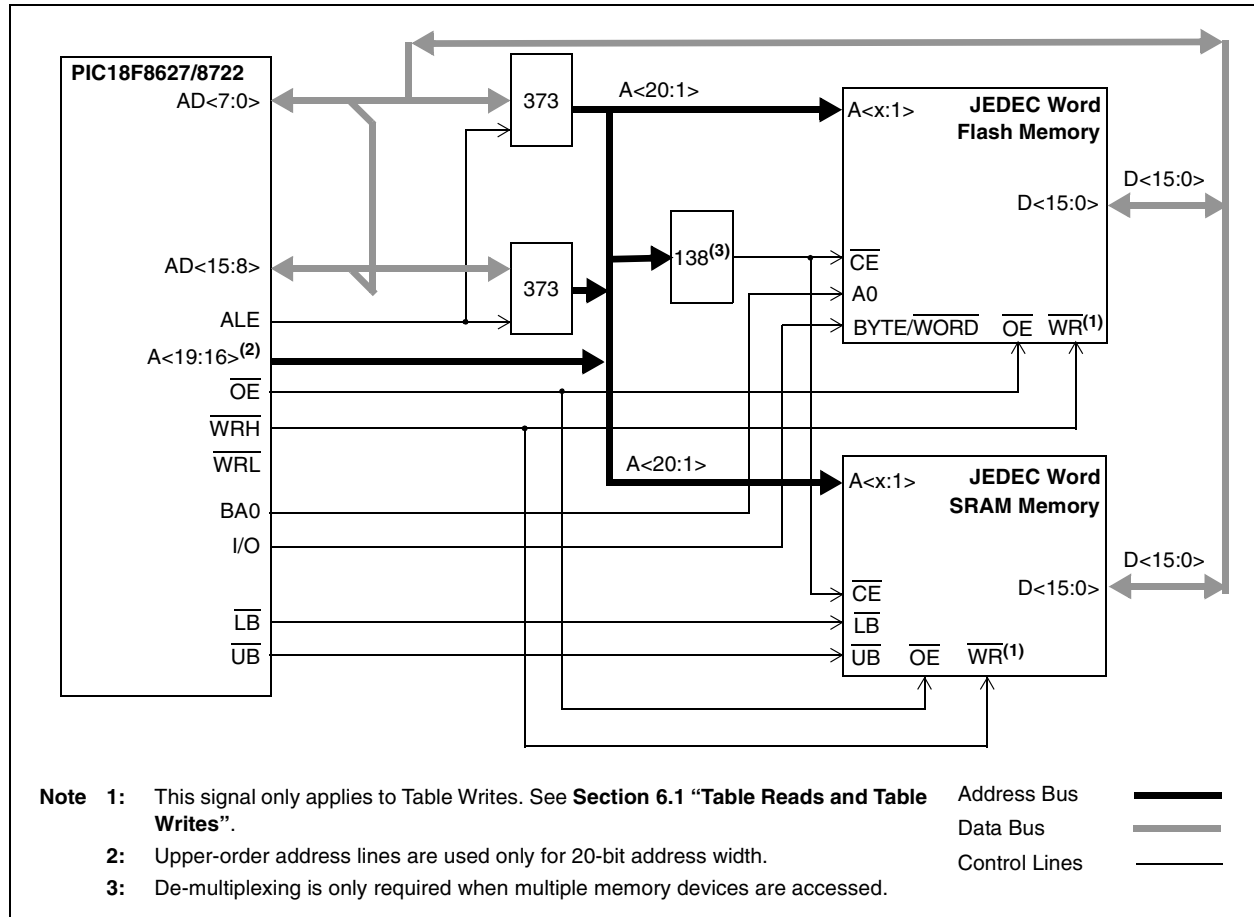 PIC18F8627/8722
AD<7:0>
373
A<20:1>
A<x:1>
JEDEC Word
Flash Memory
D<15:0>
D<15:0>
AD<15:8>
373
138(3)
CE
A0
ALE
BYTE/WORD
OE
WR(1)
A<19:16>(2)
OE
WRH
WRL
A<20:1>
A<x:1>
JEDEC Word
SRAM Memory
BA0
I/O
D<15:0>
D<15:0>
CE
LB
LB
UB
UB
OE
WR(1)
Note 1: This signal only applies to Table Writes. See Section 6.1 “Table Reads and Table
Writes”.
2: Upper-order address lines are used only for 20-bit address width.
3: De-multiplexing is only required when multiple memory devices are accessed.
Address Bus
Data Bus
Control Lines